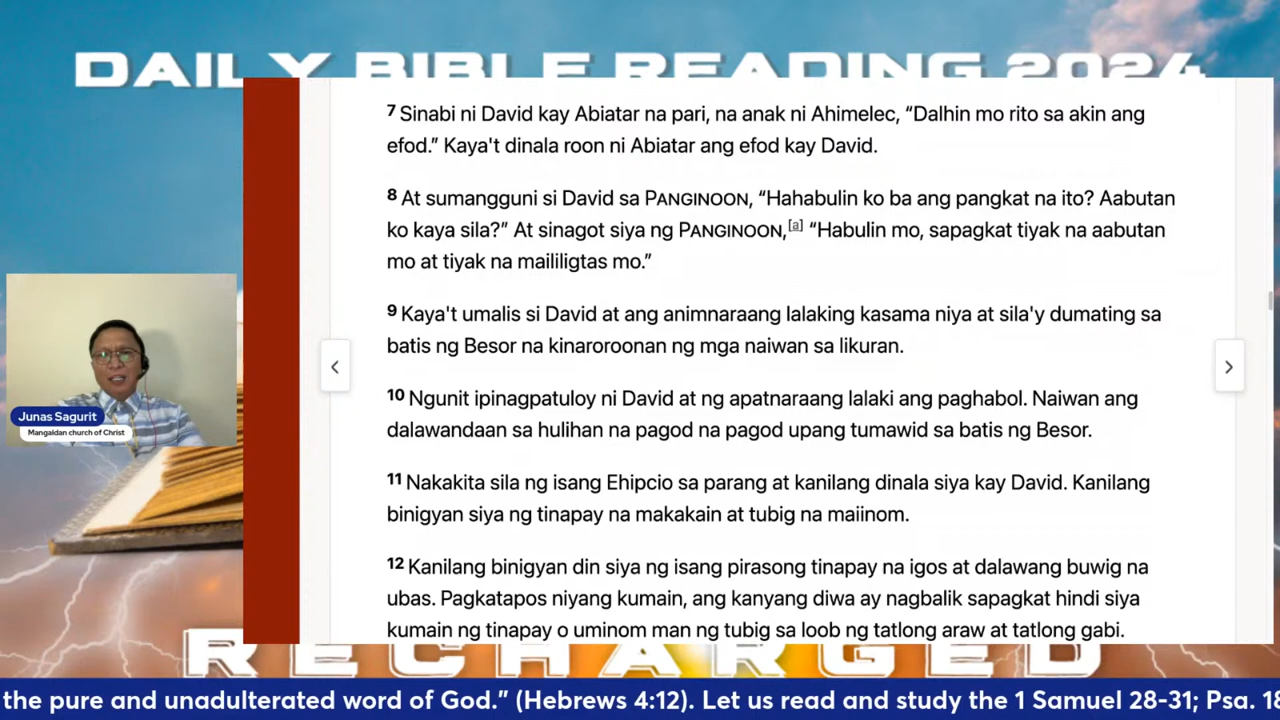 DAILY BIBLE READING 2024
7 Sinabi ni David kay Abiatar na pari, na anak ni Ahimelec, “Dalhin mo rito sa akin ang
efod.” Kaya't dinala roon ni Abiatar ang efod kay David.
8 At sumangguni si David sa PANGINOON, “Hahabulin ko ba ang pangkat na ito? Aabutan
ko kaya sila?” At sinagot siya ng PANGINOON,[a] “Habulin mo, sapagkat tiyak na aabutan
mo at tiyak na maililigtas mo.”
9 Kaya't umalis si David at ang animnaraang lalaking kasama niya at sila'y dumating sa
batis ng Besor na kinaroroonan ng mga naiwan sa likuran.
10 Ngunit ipinagpatuloy ni David at ng apatnaraang lalaki ang paghabol. Naiwan ang
dalawandaan sa hulihan na pagod na pagod upang tumawid sa batis ng Besor.
11 Nakakita sila ng isang Ehipcio sa parang at kanilang dinala siya kay David. Kanilang
binigyan siya ng tinapay na makakain at tubig na maiinom.
12 Kanilang binigyan din siya ng isang pirasong tinapay na igos at dalawang buwig na
ubas. Pagkatapos niyang kumain, ang kanyang diwa ay nagbalik sapagkat hindi siya
kumain ng tinapay o uminom man ng tubig sa loob ng tatlong araw at tatlong gabi.
Junas Sagurit
Mangaldan church of Christ
RECHARGED
the pure and unadulterated word of God.” (Hebrews 4:12). Let us read and study the 1 Samuel 28-31; Psa. 18